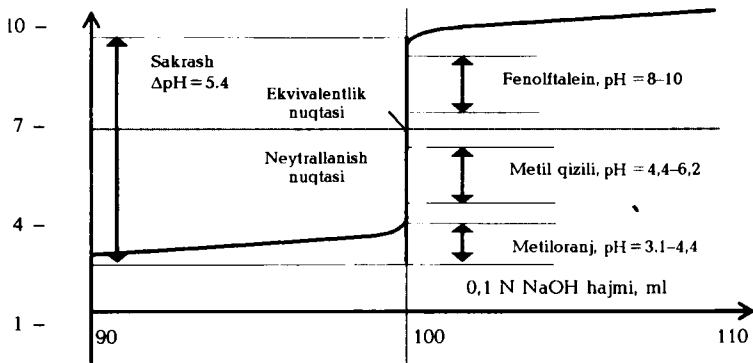 10 –
Sakrash
ΔpH = 5.4
Fenolftalein, pH = 8–10
Ekvivalentlik
nuqtasi
7 –
Neytrallanish
nuqtasi
Metil qizili, pH = 4,4–6,2
4 –
Metiloranj, pH = 3.1–4,4
0,1 N NaOH hajmi, ml
1 –
90
100
110